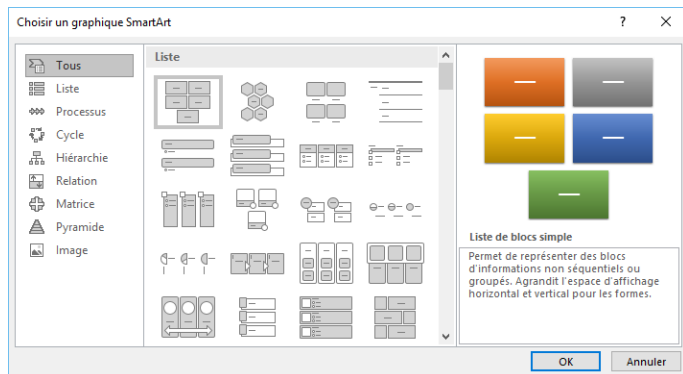 Choisir un graphique SmartArt
Tous
Liste
Processus
Cycle
Hiérarchie
Relation
Matrice
Pyramide
Image
Liste
Liste de blocs simple
Permet de représenter des blocs
d'informations non séquentiels ou
groupés. Agrandit l'espace d'affichage
horizontal et vertical pour les formes.
OK
Annuler